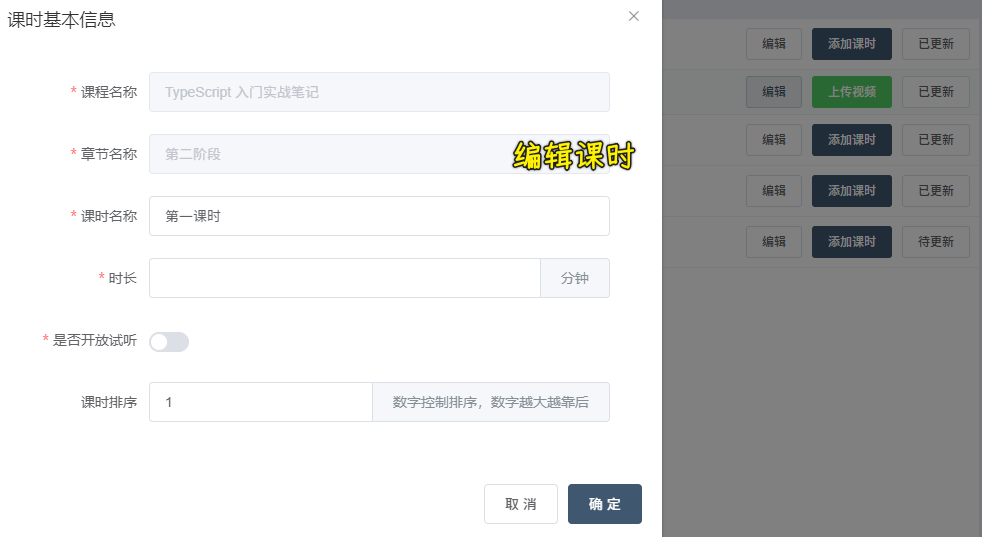 课时基本信息
编辑 添加课时 已更新
* 课程名称 TypeScript 入门实战笔记
编辑 上传视频 已更新
* 章节名称 第二阶段 编辑课时
编辑 添加课时 已更新
* 课时名称 第一课时
编辑 添加课时 已更新
编辑 添加课时 待更新
* 时长 分钟
* 是否开放试听
课时排序 1 数字控制排序，数字越大越靠后
取 消 确 定